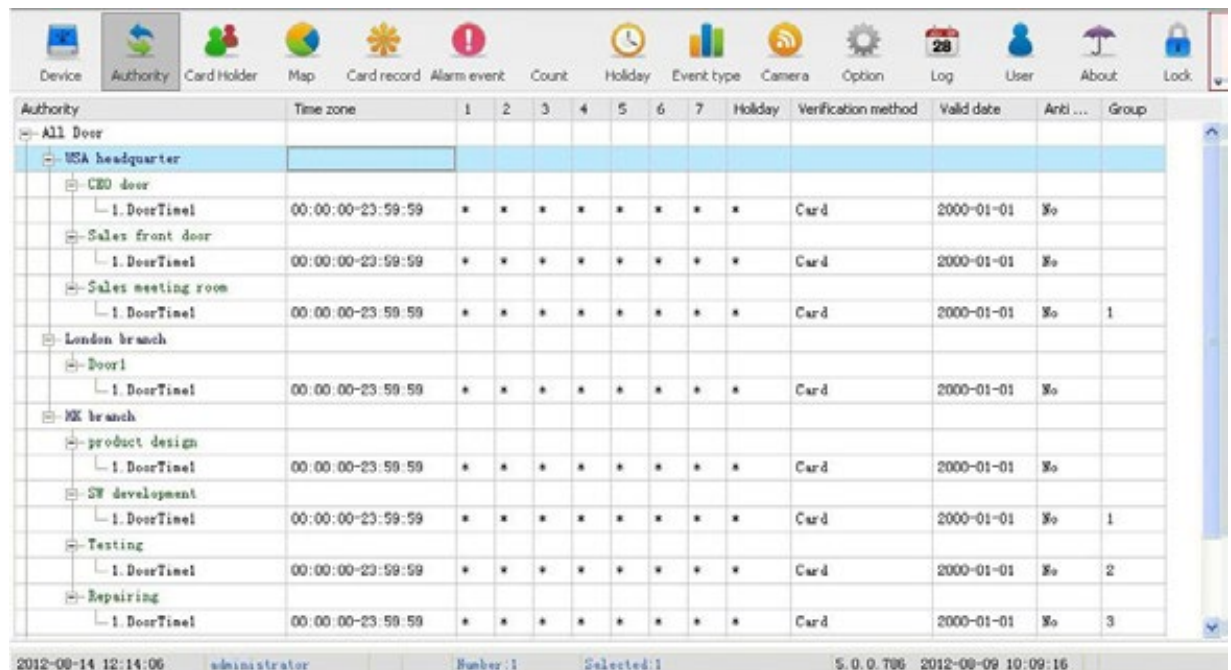 Device Authority Card Holder Map Card record Alarm event Count Holiday Event type Camera Option 28 Log User About Lock
Authority Time zone 1 2 3 4 5 6 7 Holiday Verification method Valid date Anti ... Group
All Door
USA headquarter
CEO door
1.DoorTime1 00:00:00-23:59:59 * * * * * * * * Card 2000-01-01 No
Sales front door
1.DoorTime1 00:00:00-23:59:59 * * * * * * * * Card 2000-01-01 No
Sales meeting room
1.DoorTime1 00:00:00-23:59:59 * * * * * * * * Card 2000-01-01 No 1
London branch
Door1
1.DoorTime1 00:00:00-23:59:59 * * * * * * * * Card 2000-01-01 No
branch
product design
1.DoorTime1 00:00:00-23:59:59 * * * * * * * * Card 2000-01-01 No
SW development
1.DoorTime1 00:00:00-23:59:59 * * * * * * * * Card 2000-01-01 No 1
Testing
1.DoorTime1 00:00:00-23:59:59 * * * * * * * * Card 2000-01-01 No 2
Repairing
1.DoorTime1 00:00:00-23:59:59 * * * * * * * * Card 2000-01-01 No 3
2012-08-14 12:14:06 administrator Number:1 Selected:1 5.0.0.786 2012-08-09 10:09:16